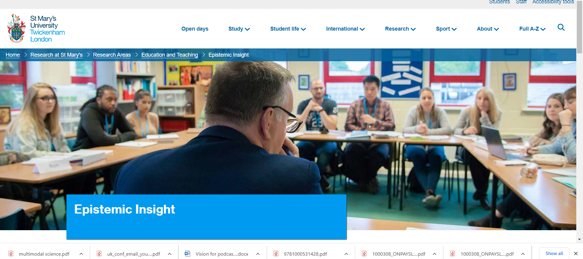 Students Staff Accessibility tools
St Mary's
University
Twickenham
London
Open days Study Student life International Research Sport About Full A-Z
Home > Research at St Mary's > Research Areas > Education and Teaching > Epistemic Insight
Epistemic Insight
multimodal science.pdf uk_conf_email_you....pdf Vision for podcas....docx 9781000531428.pdf 1000308_ONPAYSL....pdf 1000308_ONPAYSL....pdf Show all